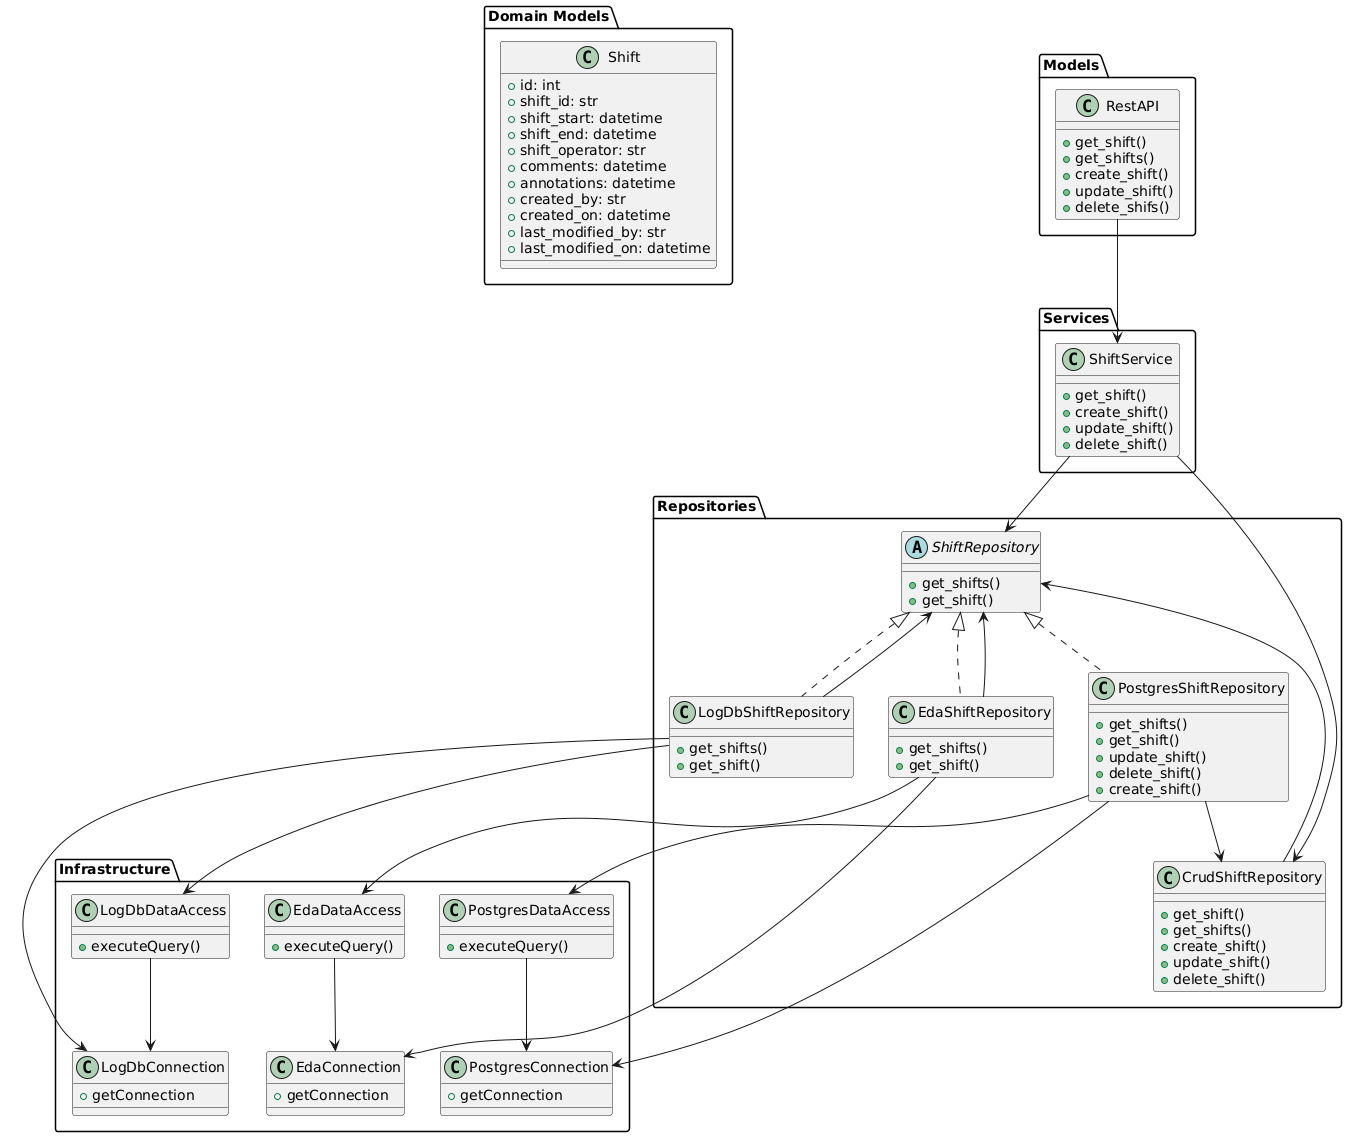 Domain Models
C Shift
id: int
shift_id: str
shift_start: datetime
shift_end: datetime
shift_operator: str
comments: datetime
annotations: datetime
created_by: str
created_on: datetime
last_modified_by: str
last_modified_on: datetime
Models
C RestAPI
get_shift()
get_shifts()
create_shift()
update_shift()
delete_shifs()
Services
C ShiftService
get_shift()
create_shift()
update_shift()
delete_shift()
Repositories
A ShiftRepository
get_shifts()
get_shift()
C LogDbShiftRepository
get_shifts()
get_shift()
C EdaShiftRepository
get_shifts()
get_shift()
C PostgresShiftRepository
get_shifts()
get_shift()
update_shift()
delete_shift()
create_shift()
C CrudShiftRepository
get_shift()
get_shifts()
create_shift()
update_shift()
delete_shift()
Infrastructure
C LogDbDataAccess
executeQuery()
C EdaDataAccess
executeQuery()
C PostgresDataAccess
executeQuery()
C LogDbConnection
getConnection
C EdaConnection
getConnection
C PostgresConnection
getConnection